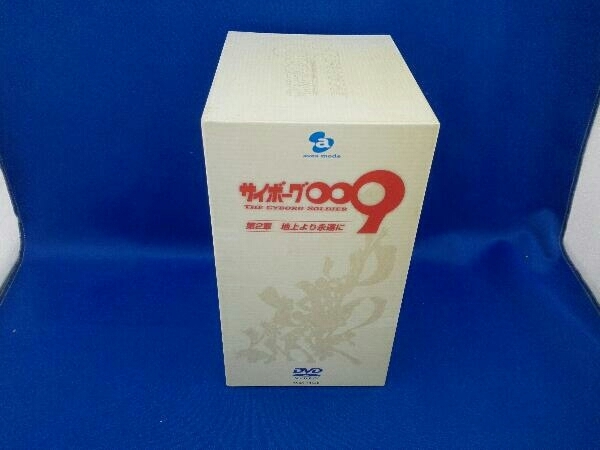 a
avex mode
サイボーグ009
THE CYBORG SOLDIER
第2章 地上より永遠に
DVD
VIDEO